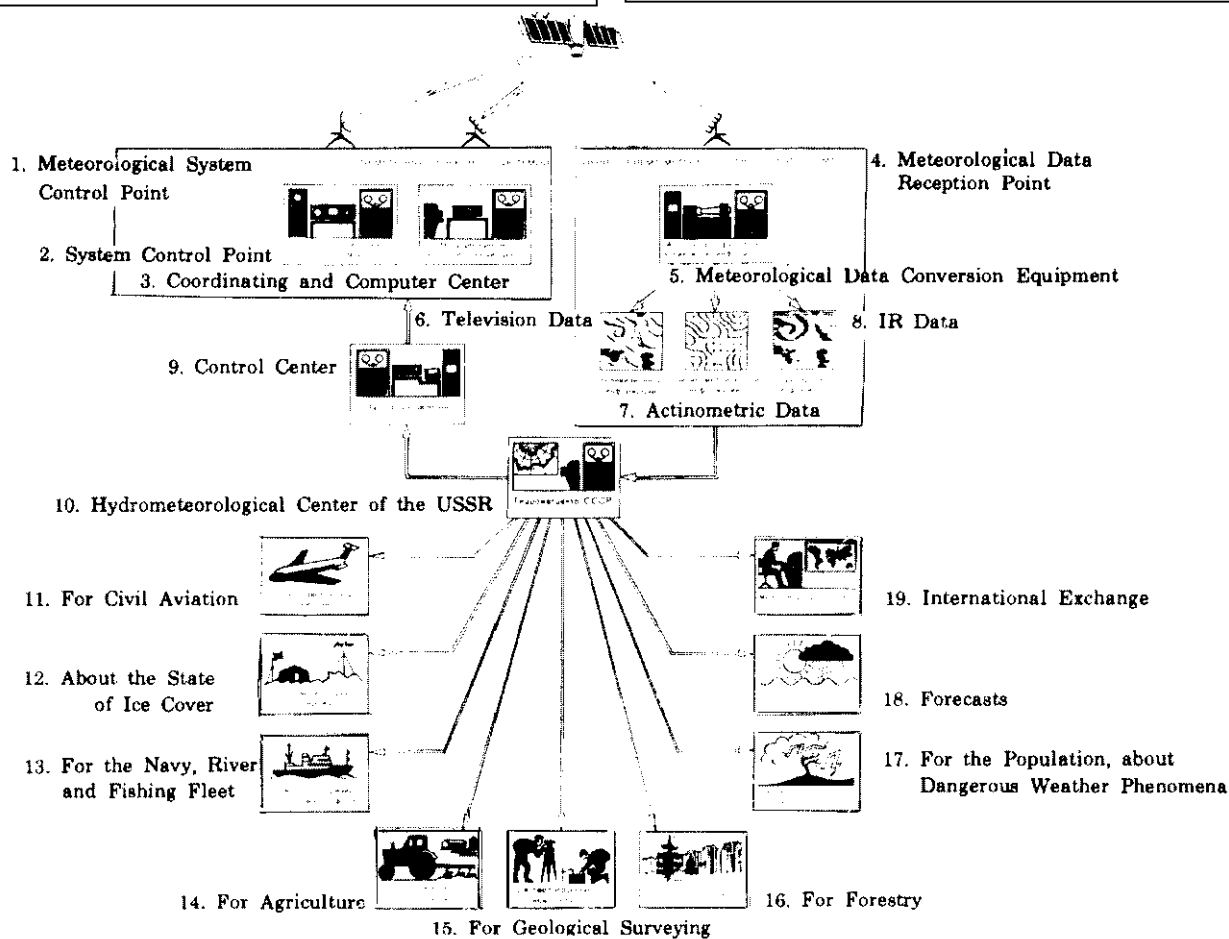 1. Meteorological System
Control Point
2. System Control Point
3. Coordinating and Computer Center
4. Meteorological Data
Reception Point
5. Meteorological Data Conversion Equipment
6. Television Data
8. IR Data
9. Control Center
7. Actinometric Data
10. Hydrometeorological Center of the USSR
11. For Civil Aviation
19. International Exchange
12. About the State
of Ice Cover
18. Forecasts
13. For the Navy, River
and Fishing Fleet
17. For the Population, about
Dangerous Weather Phenomena
14. For Agriculture
16. For Forestry
15. For Geological Surveying